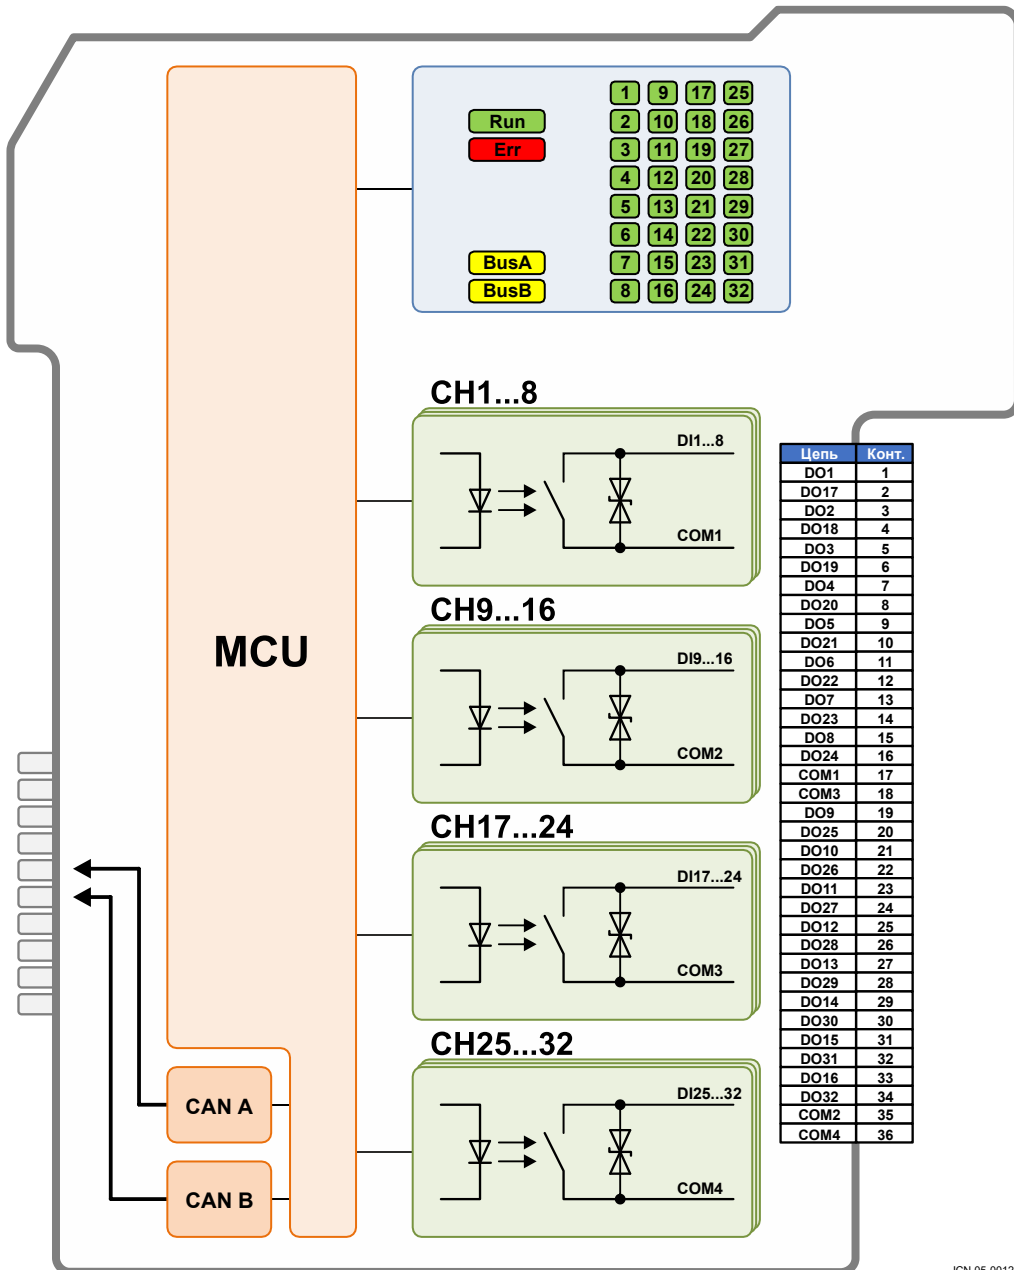 1 9 17 25
Run 2 10 18 26
Err 3 11 19 27
4 12 20 28
5 13 21 29
6 14 22 30
BusA 7 15 23 31
BusB 8 16 24 32
CH1...8
DI1...8
COM1
CH9...16
DI9...16
COM2
CH17...24
DI17...24
COM3
CH25...32
DI25...32
COM4
MCU
CAN A
CAN B
Цепь Конт.
DO1 1
DO17 2
DO2 3
DO18 4
DO3 5
DO19 6
DO4 7
DO20 8
DO5 9
DO21 10
DO6 11
DO22 12
DO7 13
DO23 14
DO8 15
DO24 16
COM1 17
COM3 18
DO9 19
DO25 20
DO10 21
DO26 22
DO11 23
DO27 24
DO12 25
DO28 26
DO13 27
DO29 28
DO14 29
DO30 30
DO15 31
DO31 32
DO16 33
DO32 34
COM2 35
COM4 36